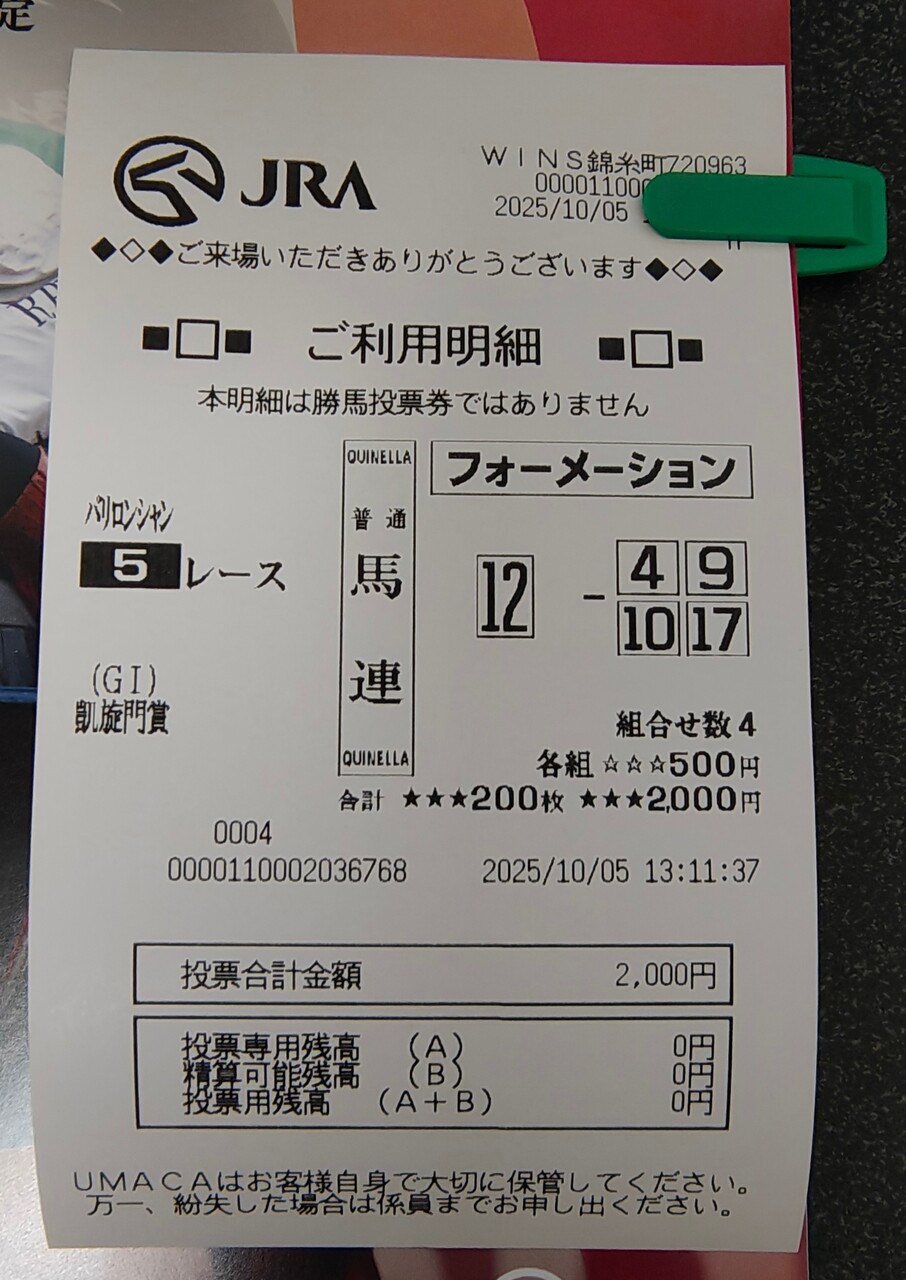 定
JRA
WINS錦糸町720963
000011000
2025/10/05
◆◇◆ご来場いただきありがとうございます◆◇◆
■□■ ご利用明細 ■□■
本明細は勝馬投票券ではありません
QUINELLA
フォーメーション
パリロンシャン
5レース
普通
馬連
12 - 4 9
10 17
(GI)
凱旋門賞
QUINELLA
組合せ数4
各組 ☆☆☆500円
合計 ★★★200枚 ★★★2,000円
0004
0000110002036768 2025/10/05 13:11:37
投票合計金額 2,000円
投票専用残高 (A) 0円
精算可能残高 (B) 0円
投票用残高 (A+B) 0円
UMACAはお客様自身で大切に保管してください。
万一、紛失した場合は係員までお申し出ください。